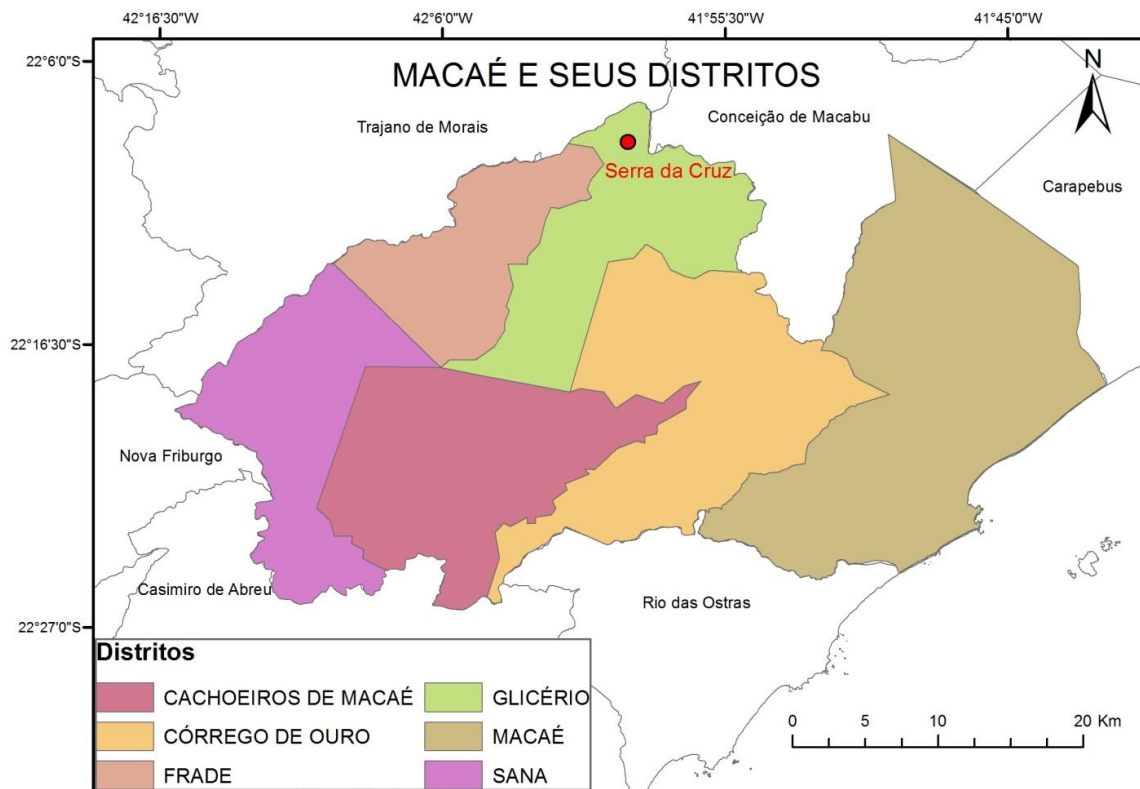 42°16'30"W 42°6'0"W 41°55'30"W 41°45'0"W
22°6'0"S
MACAÉ E SEUS DISTRITOS
N
Trajano de Morais
Conceição de Macabu
Serra da Cruz
Carapebus
22°16'30"S
Nova Friburgo
Casimiro de Abreu
Rio das Ostras
22°27'0"S
Distritos
CACHOEIROS DE MACAÉ
GLICÉRIO
CÓRREGO DE OURO
MACAÉ
FRADE
SANA
0 5 10 20 Km